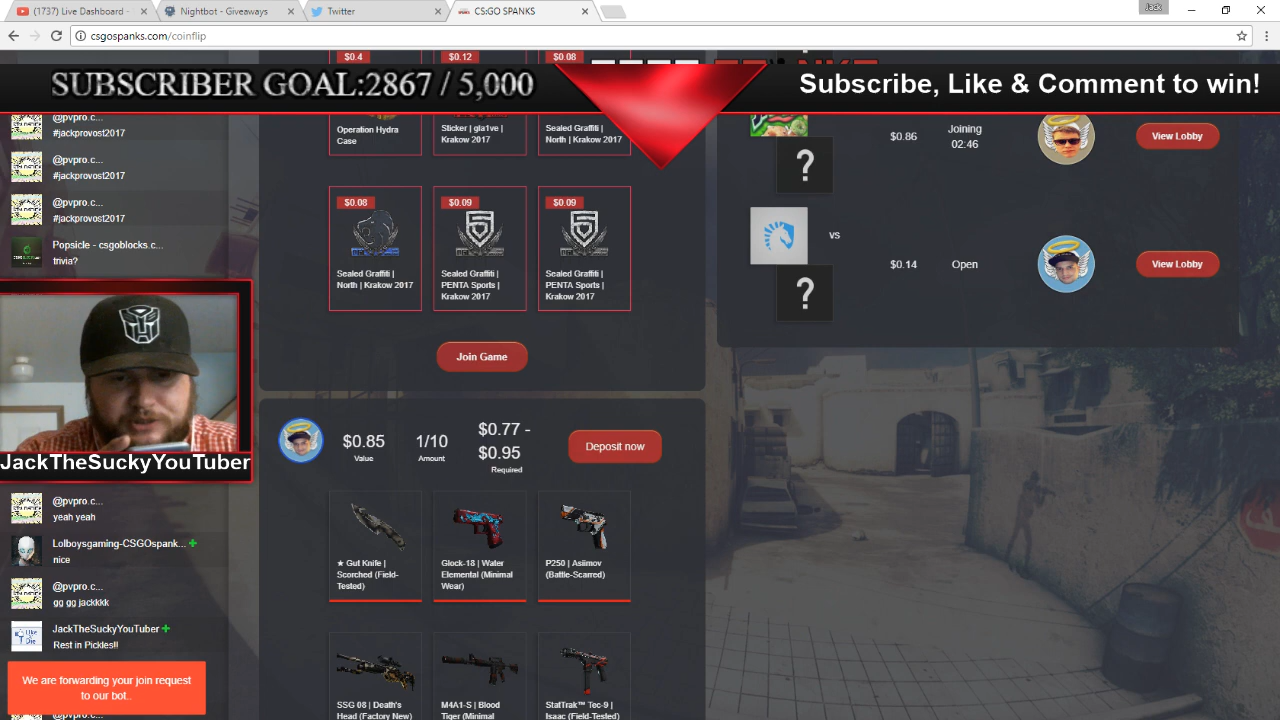 (1737) Live Dashboard -
Nightbot - Giveaways
Twitter
CS:GO SPANKS
Jack
csgospanks.com/coinflip
SUBSCRIBER GOAL:2867 / 5,000
Subscribe, Like & Comment to win!
@pvpro.c...
#jackprovost2017
@pvpro.c...
#jackprovost2017
@pvpro.c...
#jackprovost2017
Popsicle - csgoblocks.c...
trivia?
JackTheSuckyYouTuber
@pvpro.c...
yeah yeah
Lolboysgaming-CSGOspank...
nice
@pvpro.c...
gg gg jackkkk
JackTheSuckyYouTuber
Rest in Pickles!!
We are forwarding your join request
to our bot..
@pvpro.c...
$0.4
$0.12
$0.08
Operation Hydra
Case
Sticker | gla1ve |
Krakow 2017
Sealed Graffiti |
North | Krakow 2017
$0.08
$0.09
$0.09
Sealed Graffiti |
North | Krakow 2017
Sealed Graffiti |
PENTA Sports |
Krakow 2017
Sealed Graffiti |
PENTA Sports |
Krakow 2017
Join Game
$0.85
Value
1/10
Amount
$0.77 -
$0.95
Required
Deposit now
★ Gut Knife |
Scorched (Field-
Tested)
Glock-18 | Water
Elemental (Minimal
Wear)
P250 | Asiimov
(Battle-Scarred)
SSG 08 | Death's
Head (Factory New)
M4A1-S | Blood
Tiger (Minimal
StatTrak™ Tec-9 |
Isaac (Field-Tested)
?
$0.86
Joining
02:46
View Lobby
vs
?
$0.14
Open
View Lobby